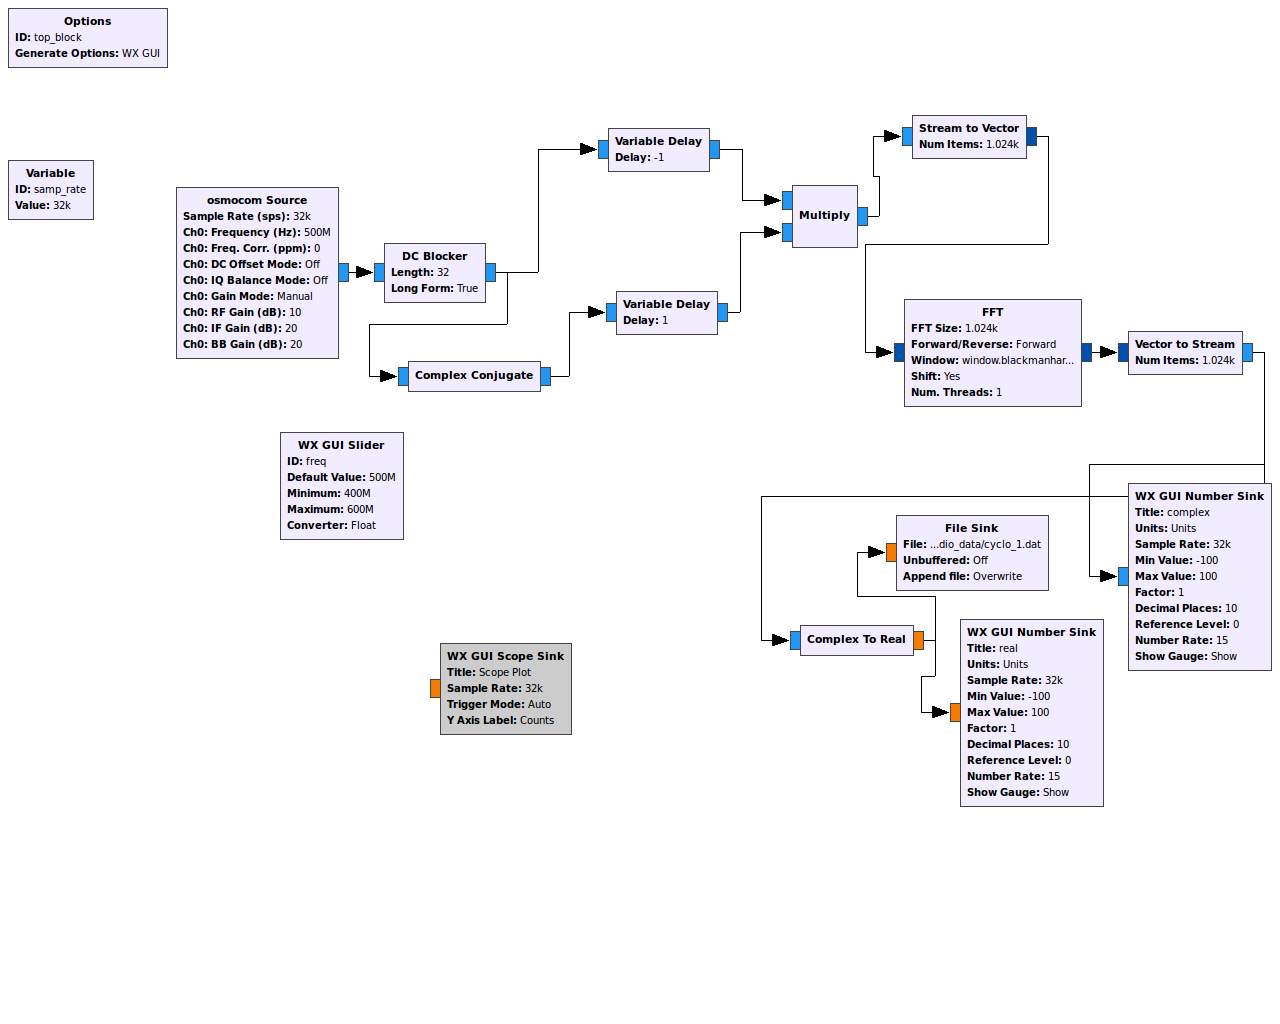 Options
ID: top_block
Generate Options: WX GUI
Variable
ID: samp_rate
Value: 32k
osmocom Source
Sample Rate (sps): 32k
Ch0: Frequency (Hz): 500M
Ch0: Freq. Corr. (ppm): 0
Ch0: DC Offset Mode: Off
Ch0: IQ Balance Mode: Off
Ch0: Gain Mode: Manual
Ch0: RF Gain (dB): 10
Ch0: IF Gain (dB): 20
Ch0: BB Gain (dB): 20
DC Blocker
Length: 32
Long Form: True
Complex Conjugate
Variable Delay
Delay: -1
Variable Delay
Delay: 1
Multiply
Stream to Vector
Num Items: 1.024k
FFT
FFT Size: 1.024k
Forward/Reverse: Forward
Window: window.blackmanhar...
Shift: Yes
Num. Threads: 1
Vector to Stream
Num Items: 1.024k
WX GUI Slider
ID: freq
Default Value: 500M
Minimum: 400M
Maximum: 600M
Converter: Float
WX GUI Number Sink
Title: complex
Units: Units
Sample Rate: 32k
Min Value: -100
Max Value: 100
Factor: 1
Decimal Places: 10
Reference Level: 0
Number Rate: 15
Show Gauge: Show
File Sink
File: ...dio_data/cyclo_1.dat
Unbuffered: Off
Append file: Overwrite
Complex To Real
WX GUI Number Sink
Title: real
Units: Units
Sample Rate: 32k
Min Value: -100
Max Value: 100
Factor: 1
Decimal Places: 10
Reference Level: 0
Number Rate: 15
Show Gauge: Show
WX GUI Scope Sink
Title: Scope Plot
Sample Rate: 32k
Trigger Mode: Auto
Y Axis Label: Counts